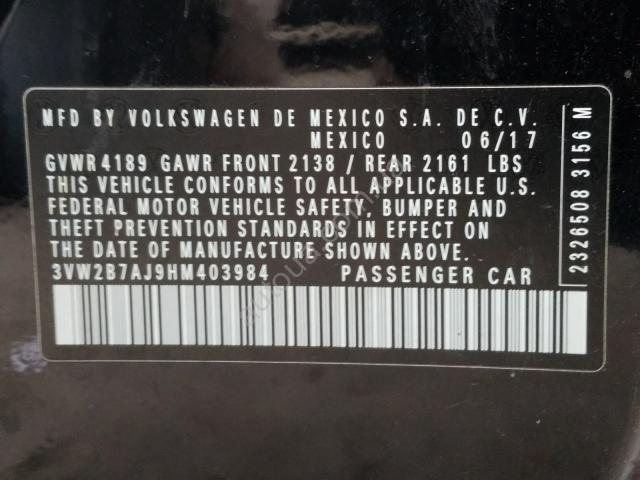 MFD BY VOLKSWAGEN DE MEXICO S.A. DE C.V.
MEXICO 06/17
GVWR 4189 GAWR FRONT 2138 / REAR 2161 LBS
THIS VEHICLE CONFORMS TO ALL APPLICABLE U.S.
FEDERAL MOTOR VEHICLE SAFETY, BUMPER AND
THEFT PREVENTION STANDARDS IN EFFECT ON
THE DATE OF MANUFACTURE SHOWN ABOVE.
3VW2B7AJ9HM403984 PASSENGER CAR
2326508 3156 M